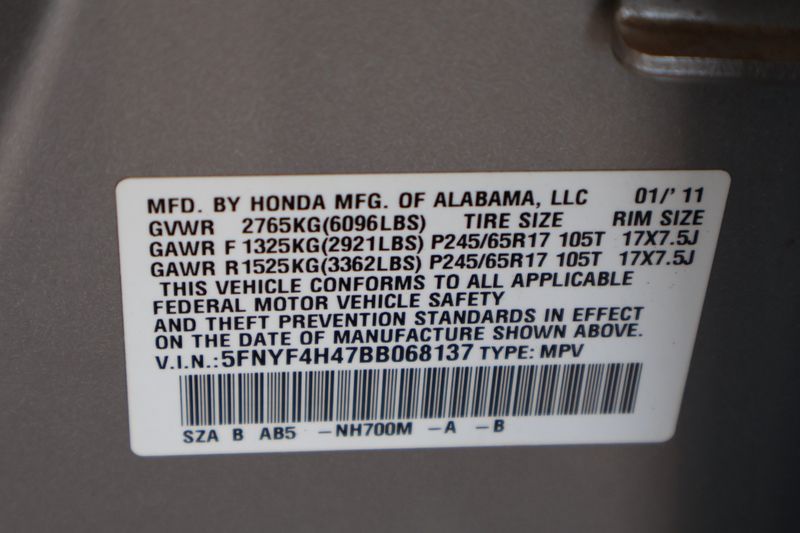 MFD. BY HONDA MFG. OF ALABAMA, LLC 01/'11
GVWR 2765KG(6096LBS) TIRE SIZE RIM SIZE
GAWR F 1325KG(2921LBS) P245/65R17 105T 17X7.5J
GAWR R1525KG(3362LBS) P245/65R17 105T 17X7.5J
THIS VEHICLE CONFORMS TO ALL APPLICABLE
FEDERAL MOTOR VEHICLE SAFETY
AND THEFT PREVENTION STANDARDS IN EFFECT
ON THE DATE OF MANUFACTURE SHOWN ABOVE.
V.I.N.:5FNYF4H47BB068137 TYPE: MPV
SZA B AB5 -NH700M -A -B